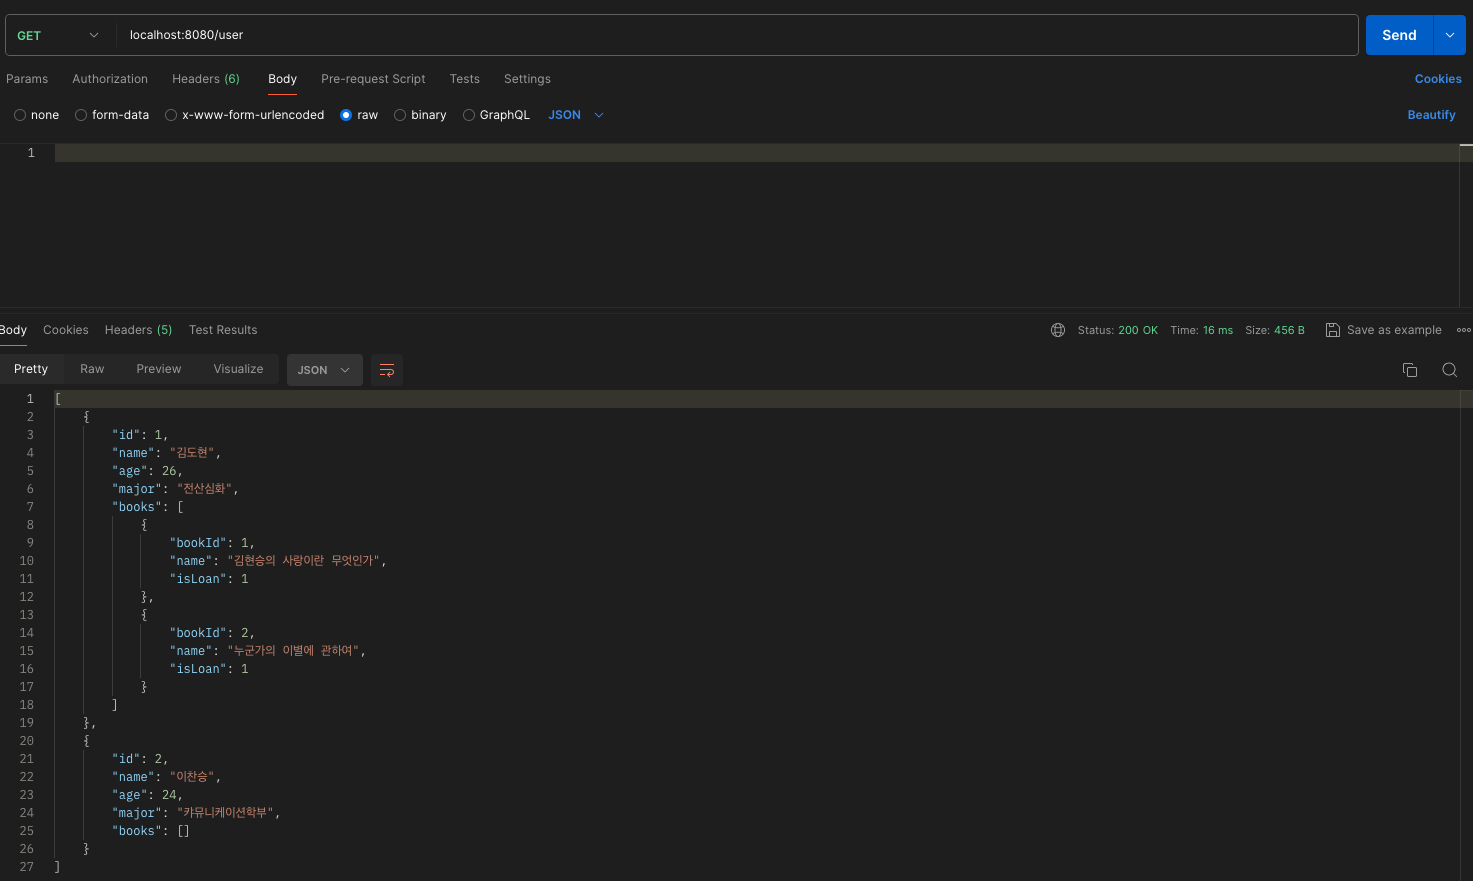 GET localhost:8080/user Send
Params Authorization Headers (6) Body Pre-request Script Tests Settings Cookies
none form-data x-www-form-urlencoded raw binary GraphQL JSON Beautify
1
Body Cookies Headers (5) Test Results Status: 200 OK Time: 16 ms Size: 456 B Save as example
Pretty Raw Preview Visualize JSON
1 [
2 {
3 "id": 1,
4 "name": "김도현",
5 "age": 26,
6 "major": "전산심화",
7 "books": [
8 {
9 "bookId": 1,
10 "name": "김현승의 사랑이란 무엇인가",
11 "isLoan": 1
12 },
13 {
14 "bookId": 2,
15 "name": "누군가의 이별에 관하여",
16 "isLoan": 1
17 }
18 ]
19 },
20 {
21 "id": 2,
22 "name": "이찬승",
23 "age": 24,
24 "major": "캬뮤니케이션학부",
25 "books": []
26 }
27 ]